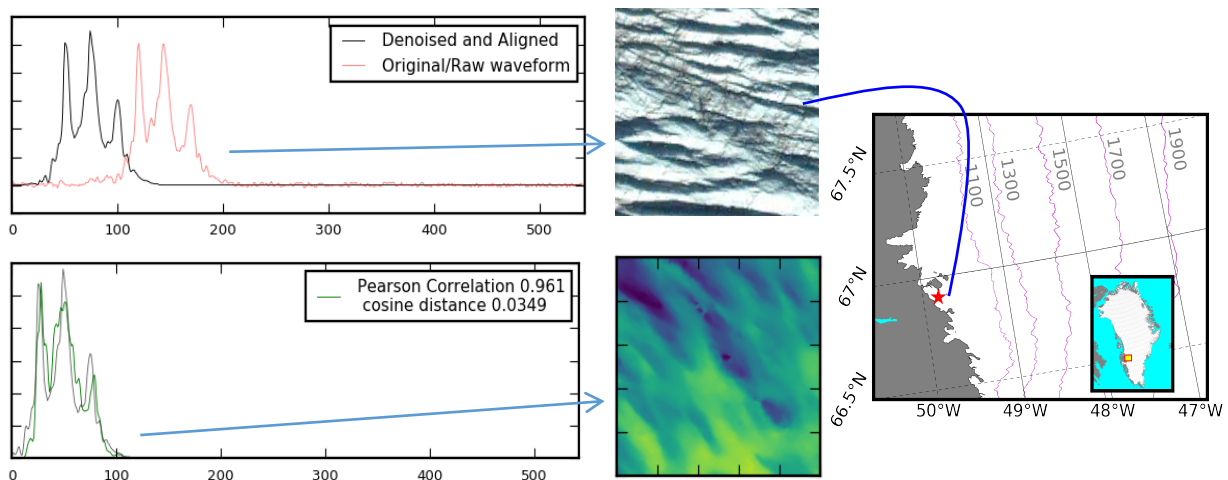 Denoised and Aligned
Original/Raw waveform
0 100 200 300 400 500
Pearson Correlation 0.961
cosine distance 0.0349
0 100 200 300 400 500
67.5°N
67°N
66.5°N
1100
1300
1500
1700
1900
50°W 49°W 48°W 47°W